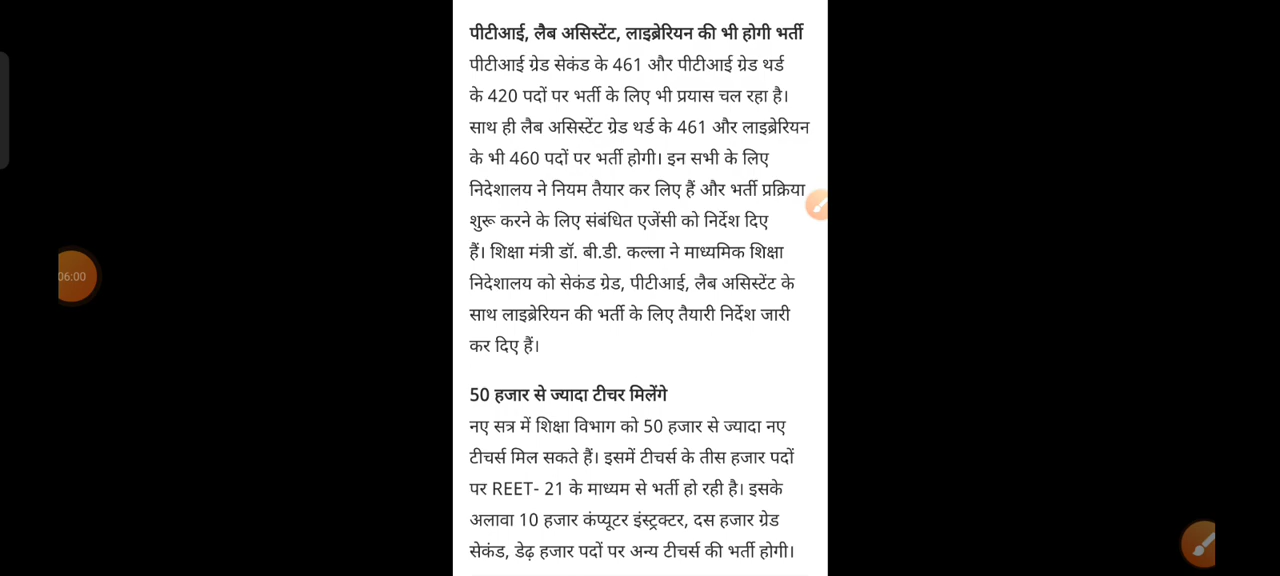 पीटीआई, लैब असिस्टेंट, लाइब्रेरियन की भी होगी भर्ती
पीटीआई ग्रेड सेकंड के 461 और पीटीआई ग्रेड थर्ड
के 420 पदों पर भर्ती के लिए भी प्रयास चल रहा है।
साथ ही लैब असिस्टेंट ग्रेड थर्ड के 461 और लाइब्रेरियन
के भी 460 पदों पर भर्ती होगी। इन सभी के लिए
निदेशालय ने नियम तैयार कर लिए हैं और भर्ती प्रक्रिया
शुरू करने के लिए संबंधित एजेंसी को निर्देश दिए
हैं। शिक्षा मंत्री डॉ. बी.डी. कल्ला ने माध्यमिक शिक्षा
निदेशालय को सेकंड ग्रेड, पीटीआई, लैब असिस्टेंट के
साथ लाइब्रेरियन की भर्ती के लिए तैयारी निर्देश जारी
कर दिए हैं।
06:00
50 हजार से ज्यादा टीचर मिलेंगे
नए सत्र में शिक्षा विभाग को 50 हजार से ज्यादा नए
टीचर्स मिल सकते हैं। इसमें टीचर्स के तीस हजार पदों
पर REET- 21 के माध्यम से भर्ती हो रही है। इसके
अलावा 10 हजार कंप्यूटर इंस्ट्रक्टर, दस हजार ग्रेड
सेकंड, डेढ़ हजार पदों पर अन्य टीचर्स की भर्ती होगी।